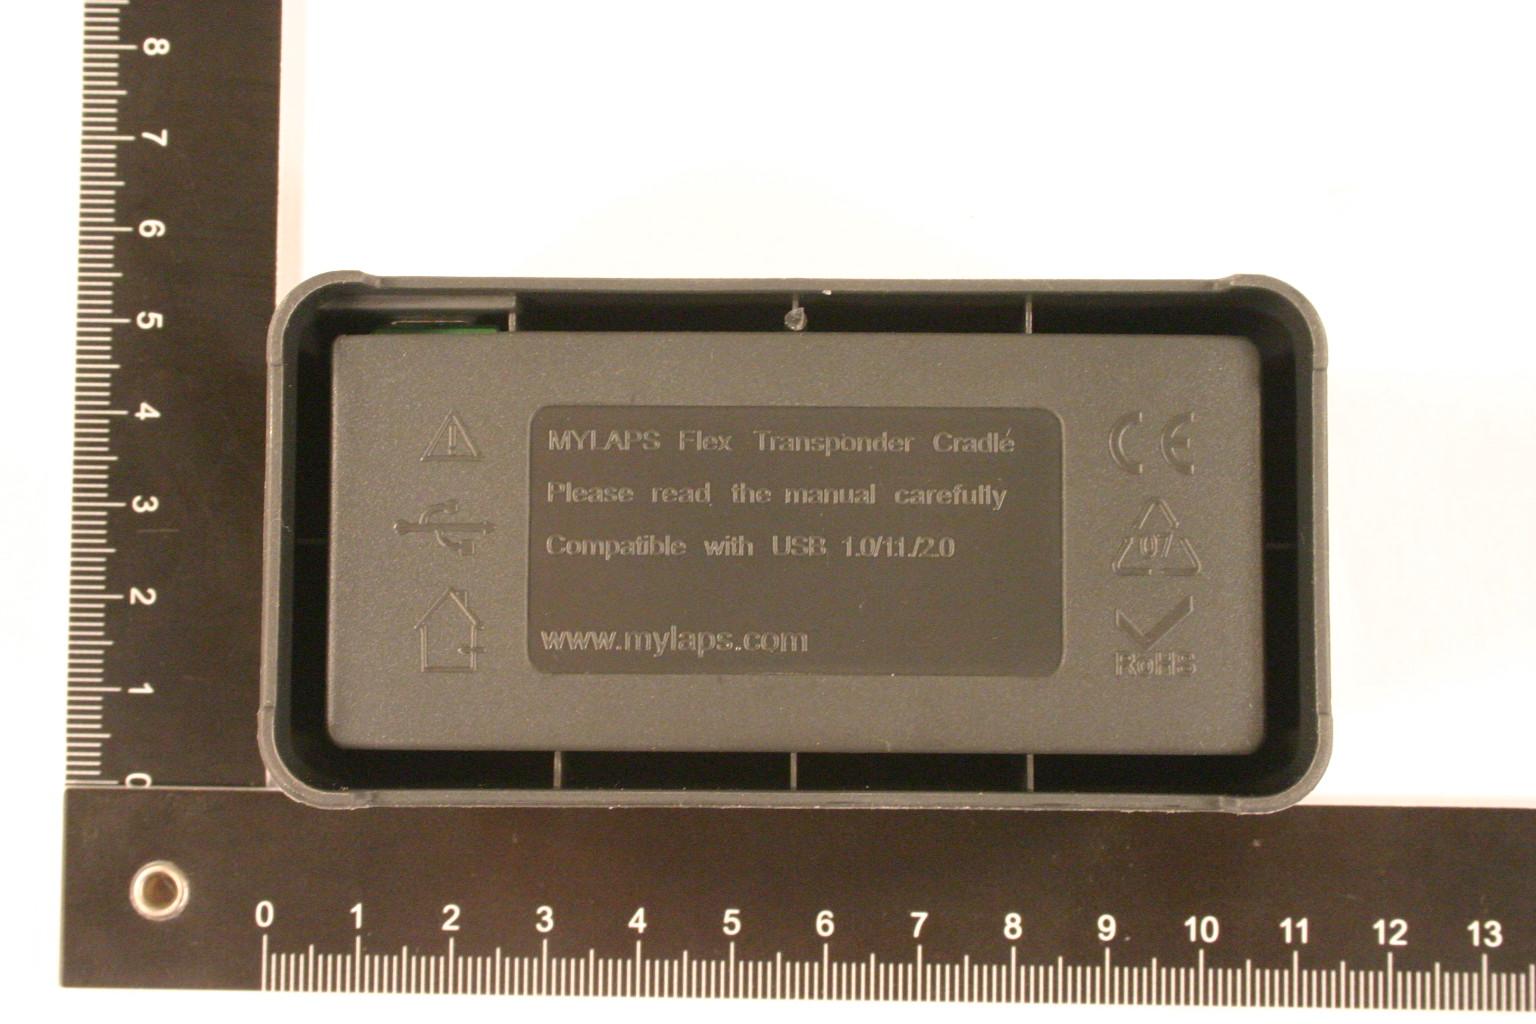 8
7
6
5
4
3
2
1
0
MYLAPS Flex Transponder Cradle
Please read the manual carefully
Compatible with USB 1.0/1.1./2.0
www.mylaps.com
CE
07
RoHS
0 1 2 3 4 5 6 7 8 9 10 11 12 13